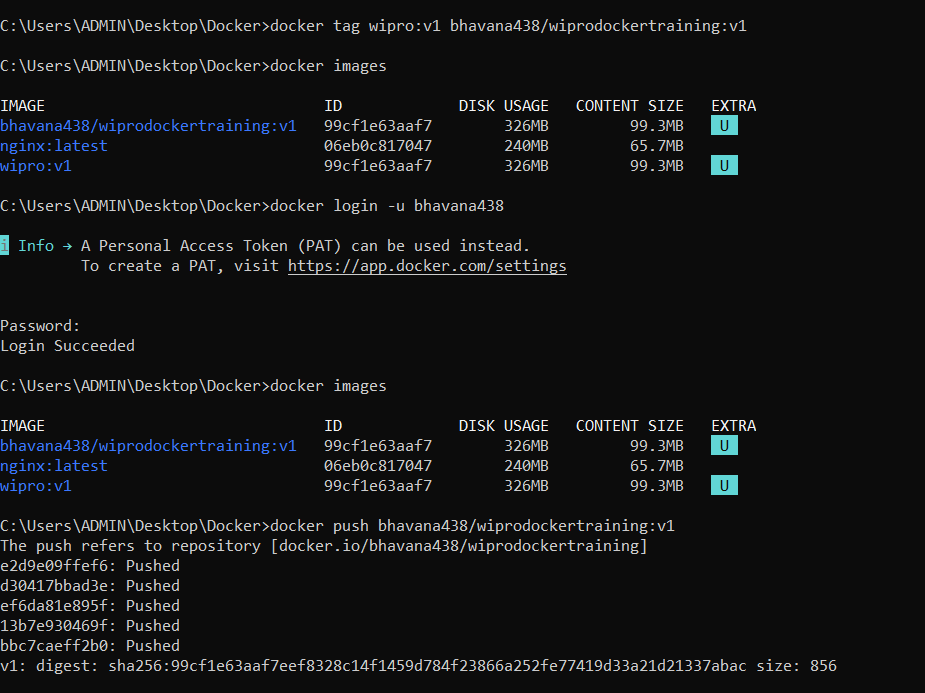 C:\Users\ADMIN\Desktop\Docker>docker tag wipro:v1 bhavana438/wiprodockertraining:v1
C:\Users\ADMIN\Desktop\Docker>docker images
IMAGE ID DISK USAGE CONTENT SIZE EXTRA
bhavana438/wiprodockertraining:v1 99cf1e63aaf7 326MB 99.3MB U
nginx:latest 06eb0c817047 240MB 65.7MB
wipro:v1 99cf1e63aaf7 326MB 99.3MB U
C:\Users\ADMIN\Desktop\Docker>docker login -u bhavana438
i Info → A Personal Access Token (PAT) can be used instead.
To create a PAT, visit https://app.docker.com/settings
Password:
Login Succeeded
C:\Users\ADMIN\Desktop\Docker>docker images
IMAGE ID DISK USAGE CONTENT SIZE EXTRA
bhavana438/wiprodockertraining:v1 99cf1e63aaf7 326MB 99.3MB U
nginx:latest 06eb0c817047 240MB 65.7MB
wipro:v1 99cf1e63aaf7 326MB 99.3MB U
C:\Users\ADMIN\Desktop\Docker>docker push bhavana438/wiprodockertraining:v1
The push refers to repository [docker.io/bhavana438/wiprodockertraining]
e2d9e09ffef6: Pushed
d30417bbad3e: Pushed
ef6da81e895f: Pushed
13b7e930469f: Pushed
bbc7caeff2b0: Pushed
v1: digest: sha256:99cf1e63aaf7eef8328c14f1459d784f23866a252fe77419d33a21d21337abac size: 856